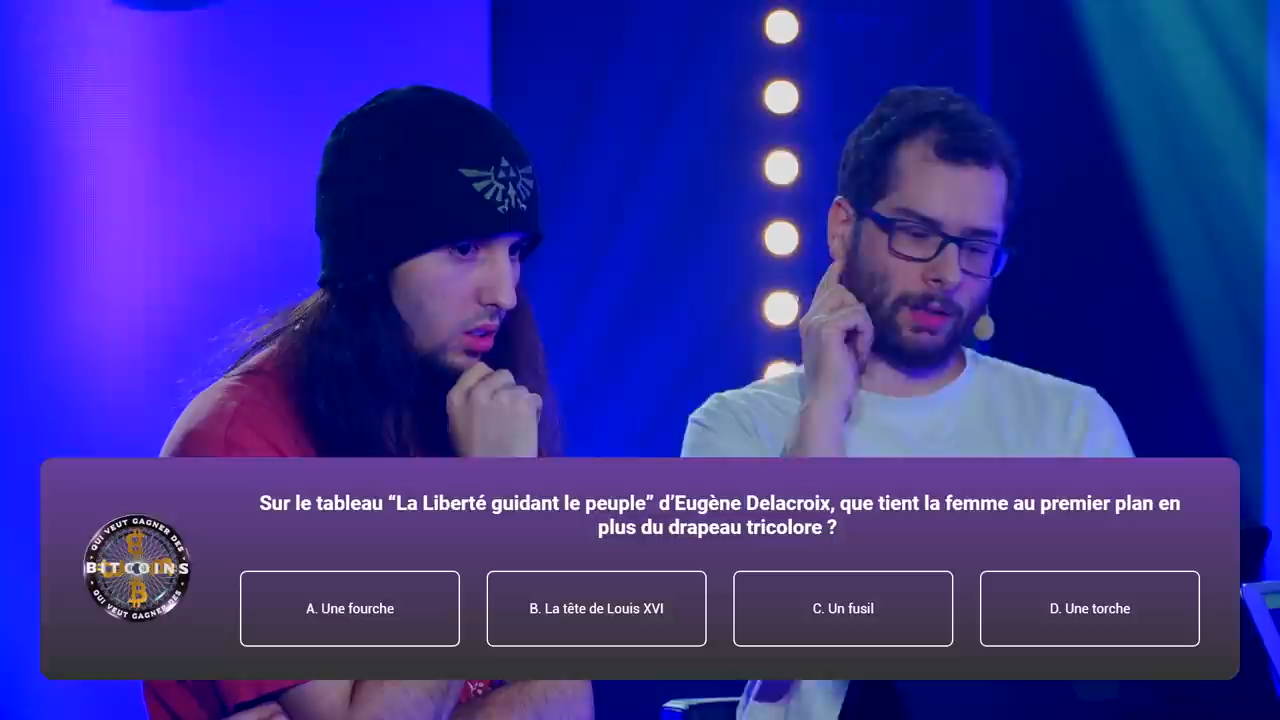 Sur le tableau “La Liberté guidant le peuple” d’Eugène Delacroix, que tient la femme au premier plan en
plus du drapeau tricolore ?
QUI VEUT GAGNER DES
BITCOINS
QUI VEUT GAGNER DES
A. Une fourche
B. La tête de Louis XVI
C. Un fusil
D. Une torche